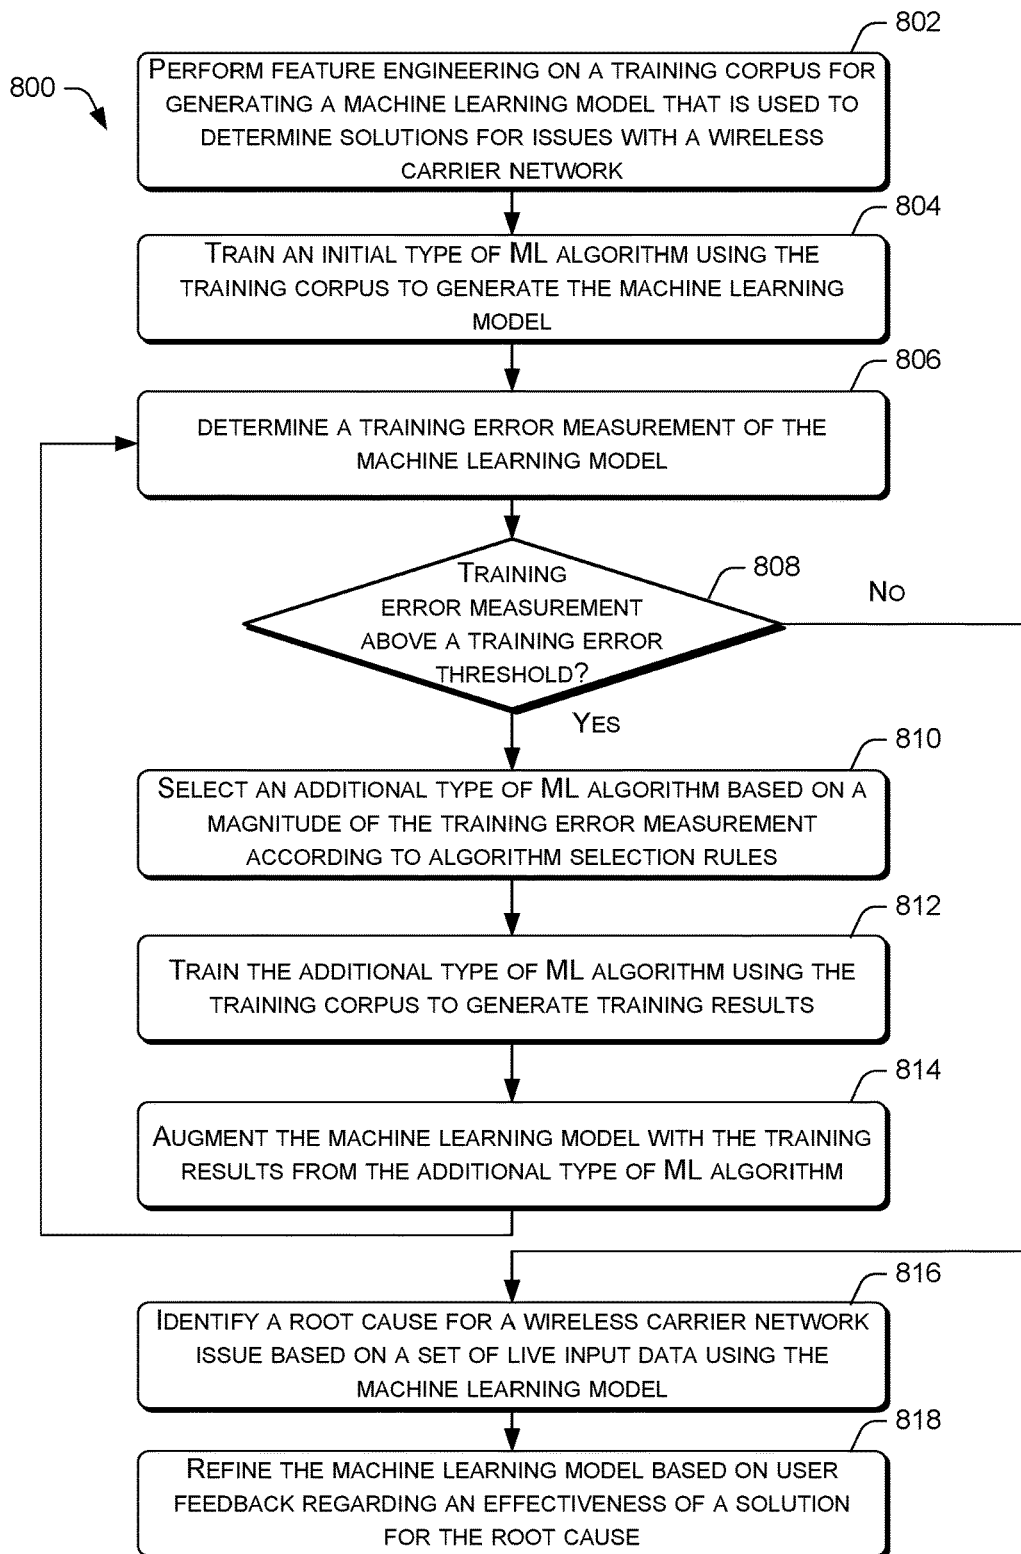 802
800
PERFORM FEATURE ENGINEERING ON A TRAINING CORPUS FOR
GENERATING A MACHINE LEARNING MODEL THAT IS USED TO
DETERMINE SOLUTIONS FOR ISSUES WITH A WIRELESS
CARRIER NETWORK
804
TRAIN AN INITIAL TYPE OF ML ALGORITHM USING THE
TRAINING CORPUS TO GENERATE THE MACHINE LEARNING
MODEL
806
DETERMINE A TRAINING ERROR MEASUREMENT OF THE
MACHINE LEARNING MODEL
808
TRAINING
ERROR MEASUREMENT
ABOVE A TRAINING ERROR
THRESHOLD?
NO
YES
810
SELECT AN ADDITIONAL TYPE OF ML ALGORITHM BASED ON A
MAGNITUDE OF THE TRAINING ERROR MEASUREMENT
ACCORDING TO ALGORITHM SELECTION RULES
812
TRAIN THE ADDITIONAL TYPE OF ML ALGORITHM USING THE
TRAINING CORPUS TO GENERATE TRAINING RESULTS
814
AUGMENT THE MACHINE LEARNING MODEL WITH THE TRAINING
RESULTS FROM THE ADDITIONAL TYPE OF ML ALGORITHM
816
IDENTIFY A ROOT CAUSE FOR A WIRELESS CARRIER NETWORK
ISSUE BASED ON A SET OF LIVE INPUT DATA USING THE
MACHINE LEARNING MODEL
818
REFINE THE MACHINE LEARNING MODEL BASED ON USER
FEEDBACK REGARDING AN EFFECTIVENESS OF A SOLUTION
FOR THE ROOT CAUSE